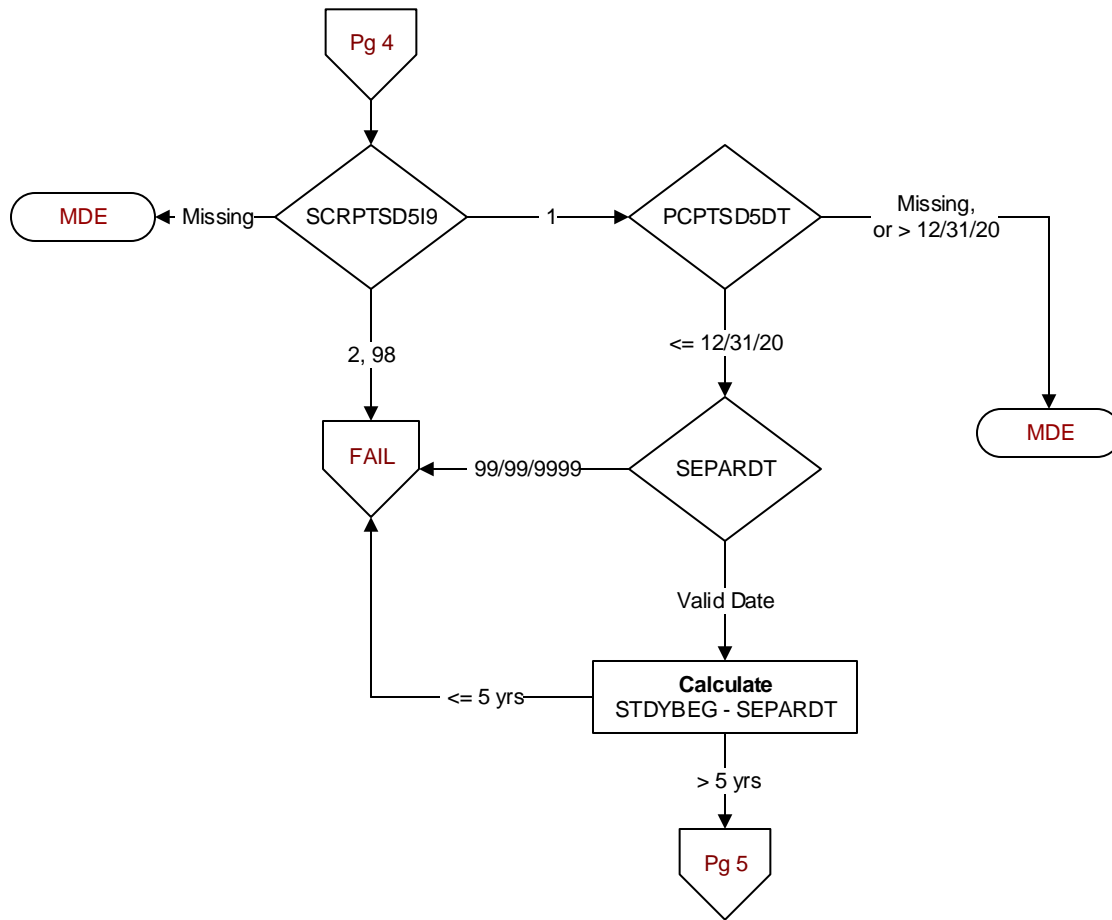 Pg 4
MDE
Missing
SCRPTSD5I9
1
PCPTSD5DT
Missing,
or > 12/31/20
2, 98
<= 12/31/20
MDE
FAIL
99/99/9999
SEPARDT
Valid Date
<= 5 yrs
Calculate
STDYBEG - SEPARDT
> 5 yrs
Pg 5